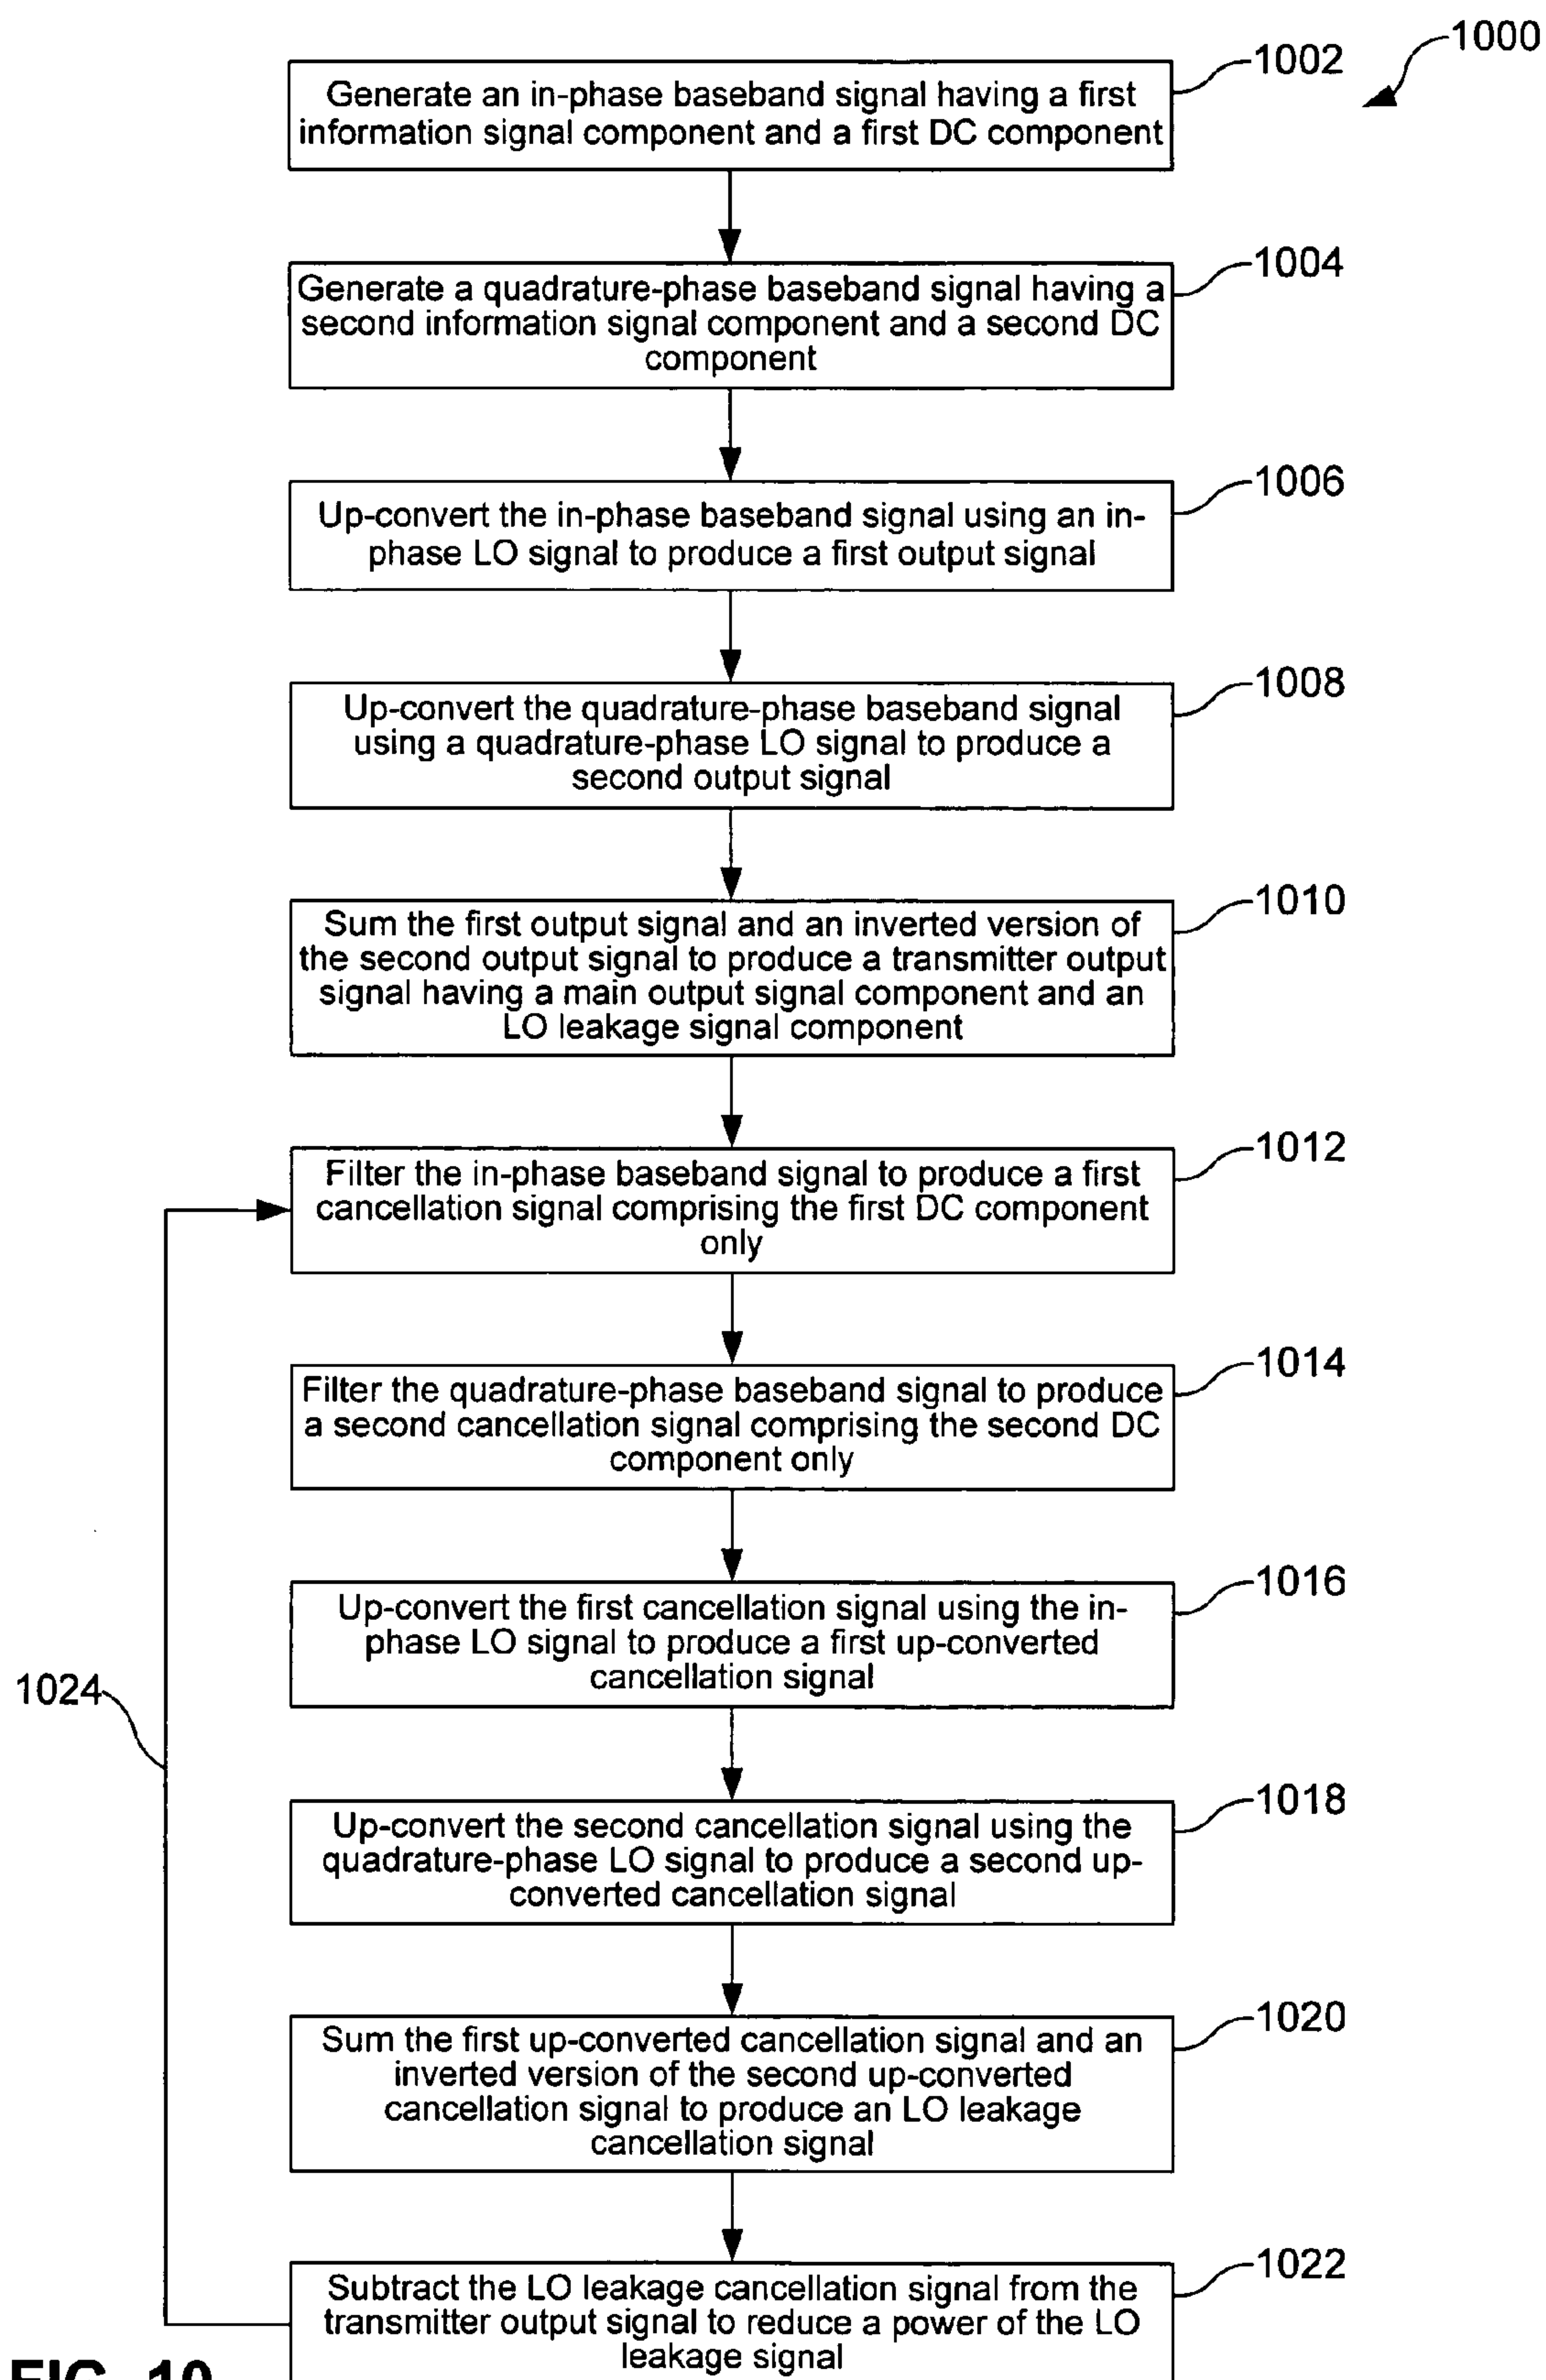 1000
1002
Generate an in-phase baseband signal having a first
information signal component and a first DC component
1004
Generate a quadrature-phase baseband signal having a
second information signal component and a second DC
component
1006
Up-convert the in-phase baseband signal using an in-
phase LO signal to produce a first output signal
1008
Up-convert the quadrature-phase baseband signal
using a quadrature-phase LO signal to produce a
second output signal
1010
Sum the first output signal and an inverted version of
the second output signal to produce a transmitter output
signal having a main output signal component and an
LO leakage signal component
1012
Filter the in-phase baseband signal to produce a first
cancellation signal comprising the first DC component
only
1014
Filter the quadrature-phase baseband signal to produce
a second cancellation signal comprising the second DC
component only
1016
Up-convert the first cancellation signal using the in-
phase LO signal to produce a first up-converted
cancellation signal
1024
1018
Up-convert the second cancellation signal using the
quadrature-phase LO signal to produce a second up-
converted cancellation signal
1020
Sum the first up-converted cancellation signal and an
inverted version of the second up-converted
cancellation signal to produce an LO leakage
cancellation signal
1022
Subtract the LO leakage cancellation signal from the
transmitter output signal to reduce a power of the LO
leakage signal
FIG. 10